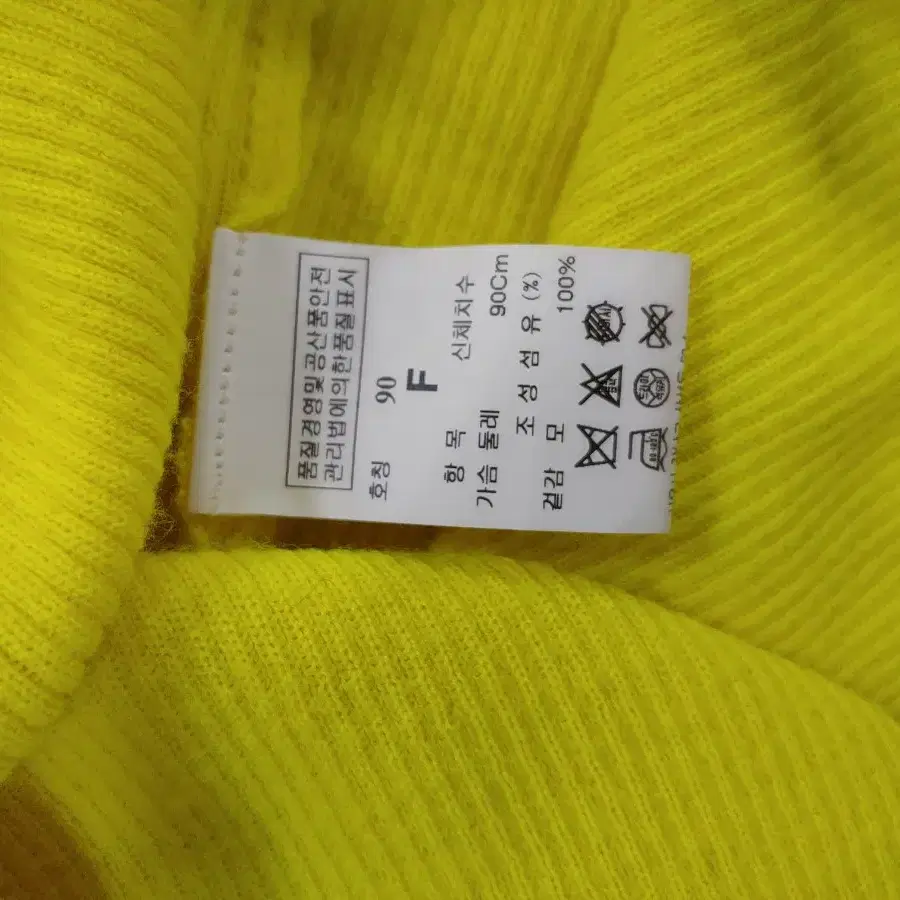 품질경영및공산품안전
관리법에의한품질표시
호칭 90
F
항 목 신체치수
가슴둘레 90Cm
조성섬유 (%)
겉감 모 100%